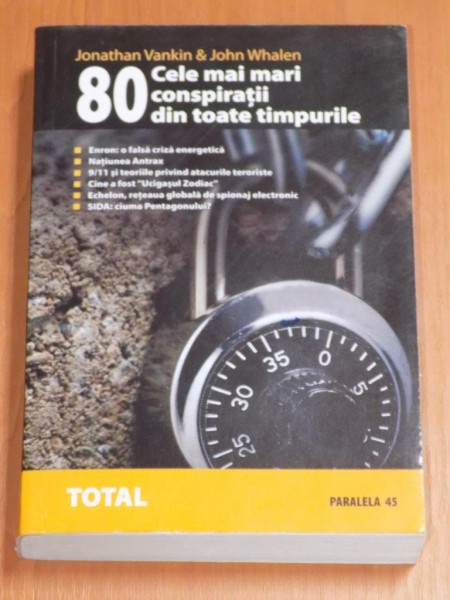 Jonathan Vankin & John Whalen
80 Cele mai mari
conspirații
din toate timpurile
Enron: o falsă criză energetică
Națiunea Antrax
9/11 și teoriile privind atacurile teroriste
Cine a fost "Ucigașul Zodiac"
Echelon, rețeaua globală de spionaj electronic
SIDA: ciuma Pentagonului?
25
30
35
0
5
TOTAL
PARALELA 45